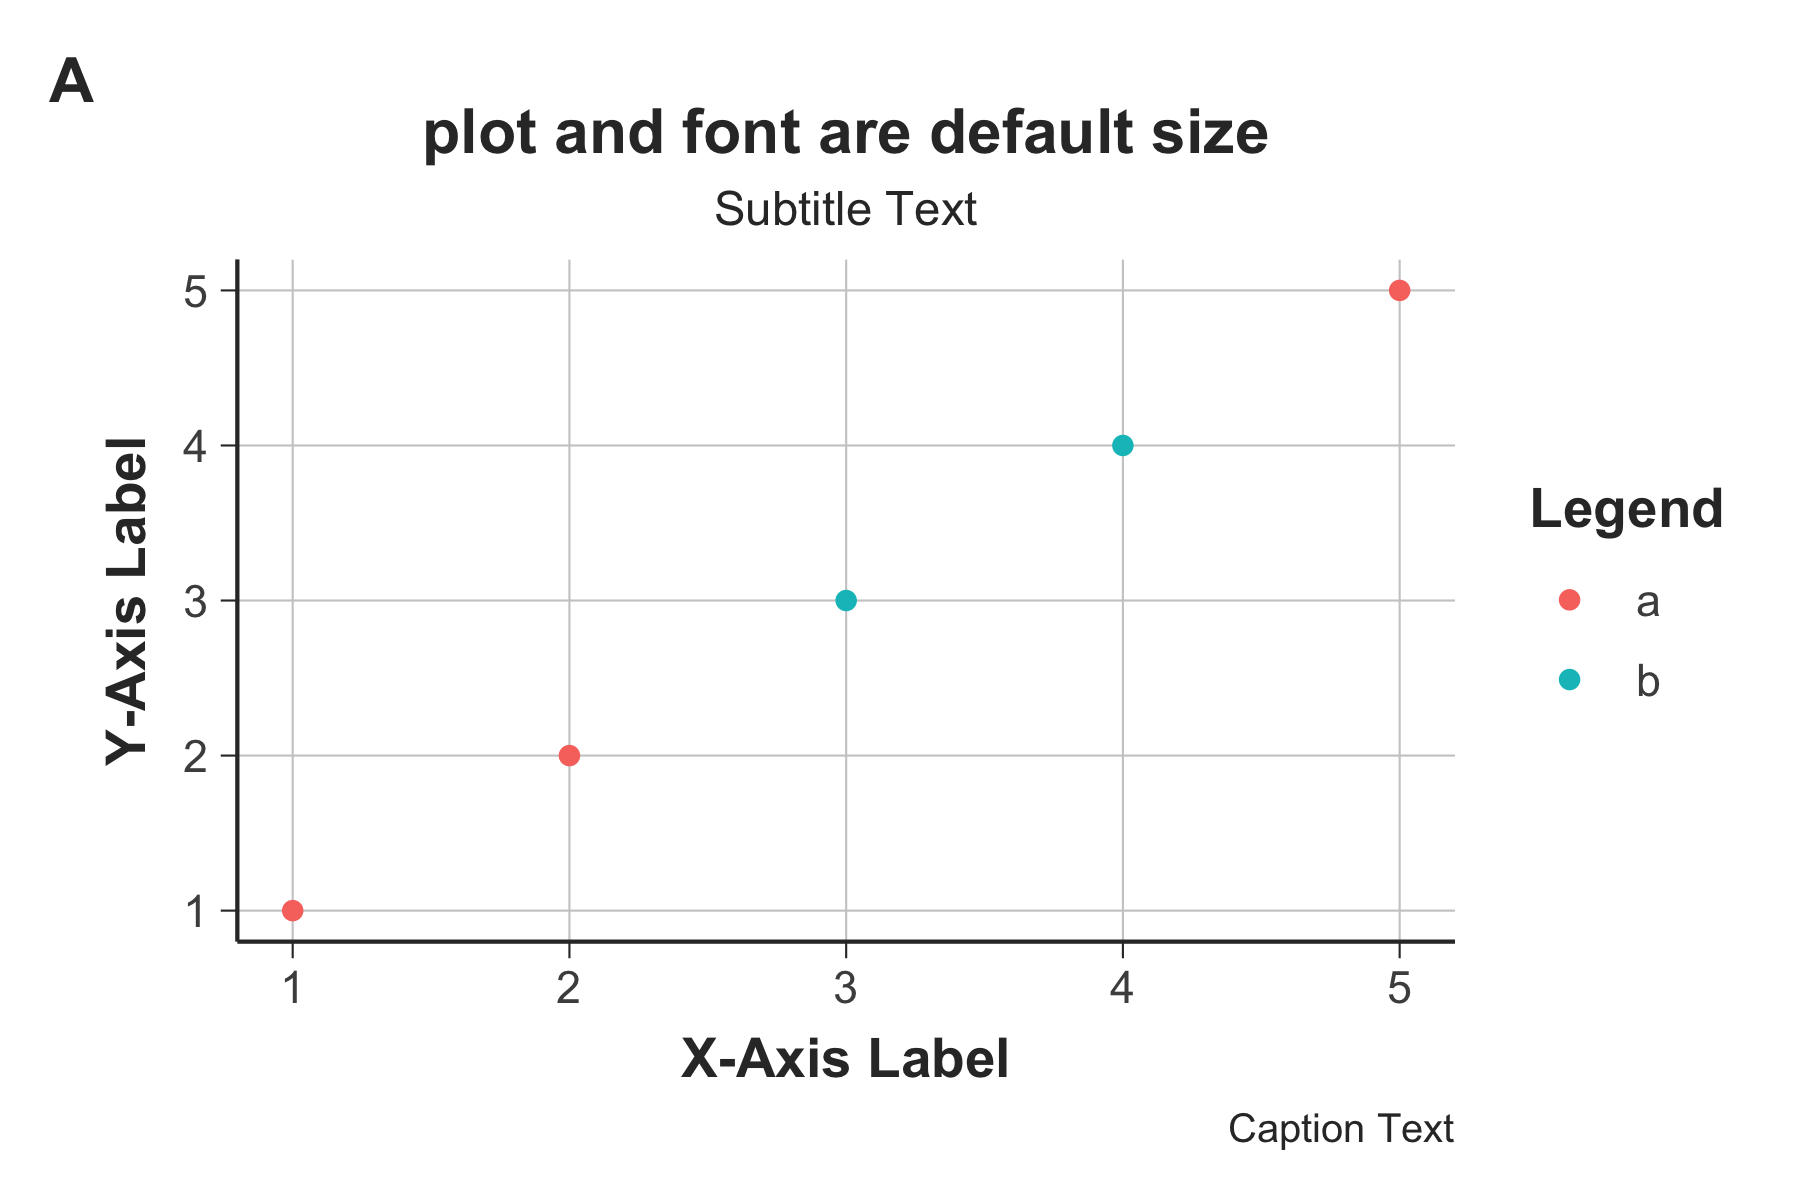 A
plot and font are default size
Subtitle Text
Y-Axis Label
5
4
3
2
1
1 2 3 4 5
X-Axis Label
Legend
a
b
Caption Text